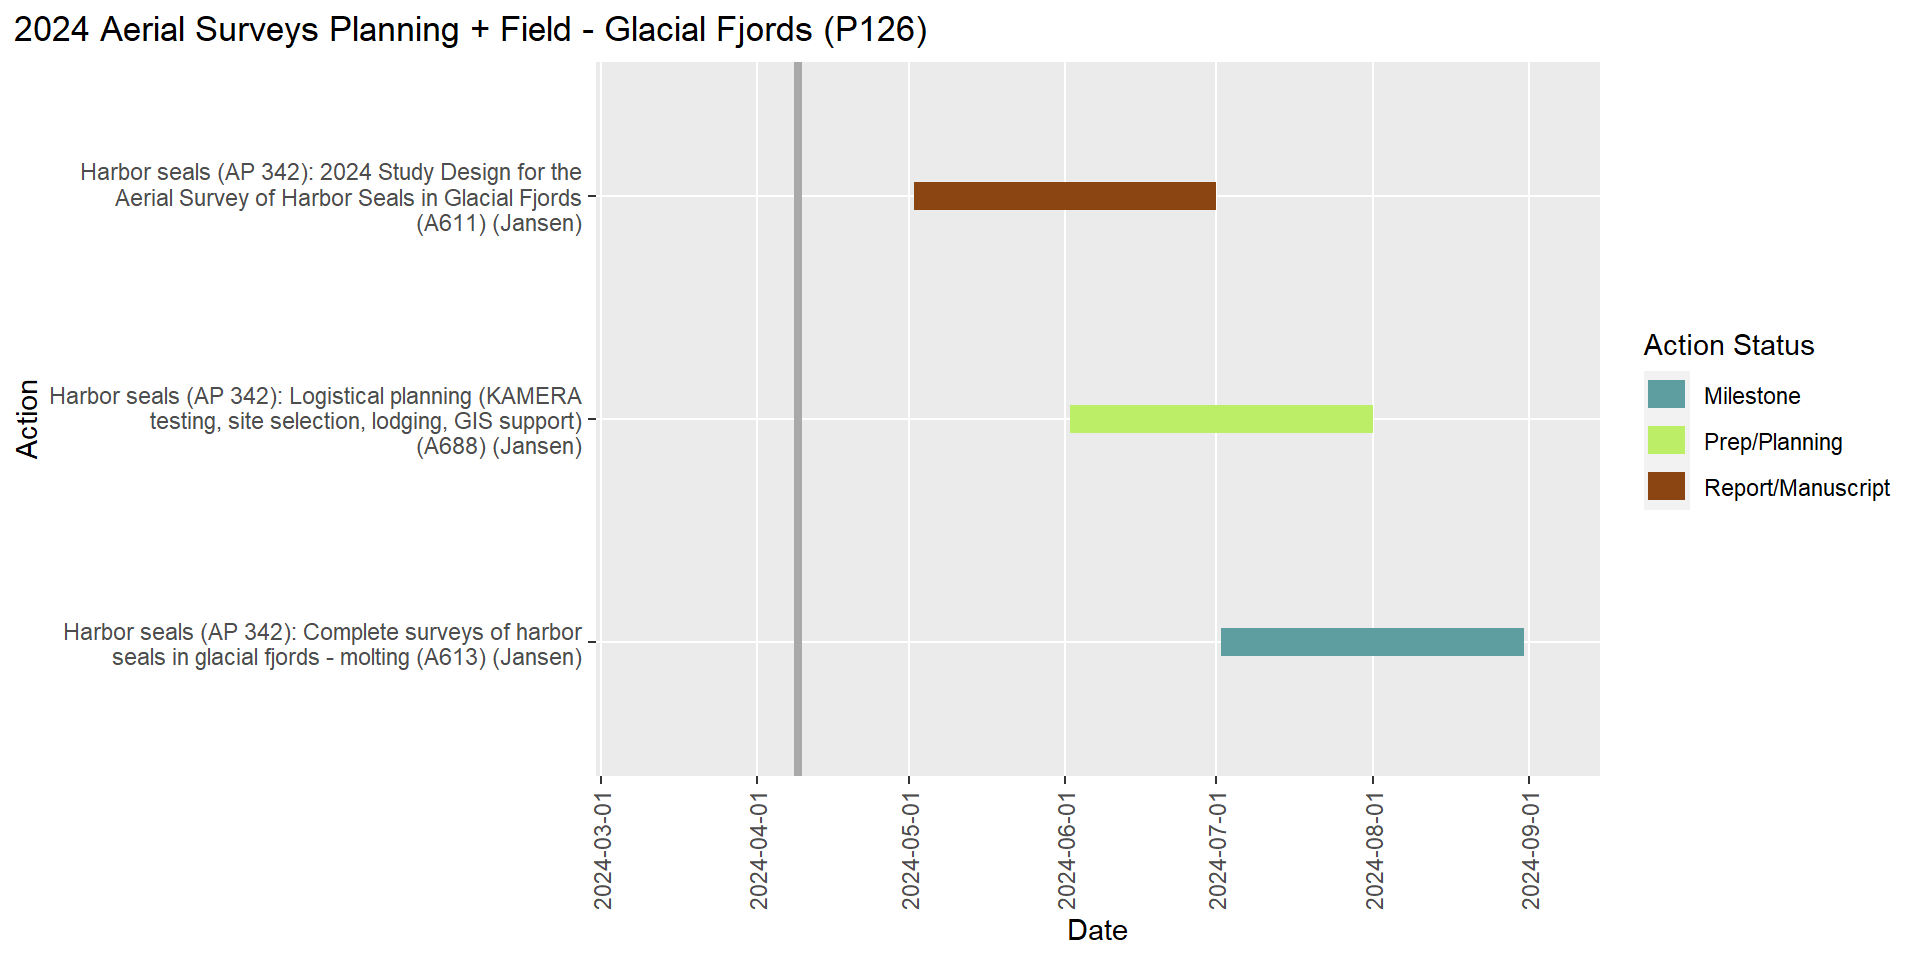 2024 Aerial Surveys Planning + Field - Glacial Fjords (P126)
Harbor seals (AP 342): 2024 Study Design for the
Aerial Survey of Harbor Seals in Glacial Fjords
(A611) (Jansen)
Harbor seals (AP 342): Logistical planning (KAMERA
testing, site selection, lodging, GIS support)
(A688) (Jansen)
Harbor seals (AP 342): Complete surveys of harbor
seals in glacial fjords - molting (A613) (Jansen)
Action
2024-03-01
2024-04-01
2024-05-01
2024-06-01
2024-07-01
2024-08-01
2024-09-01
Date
Action Status
Milestone
Prep/Planning
Report/Manuscript